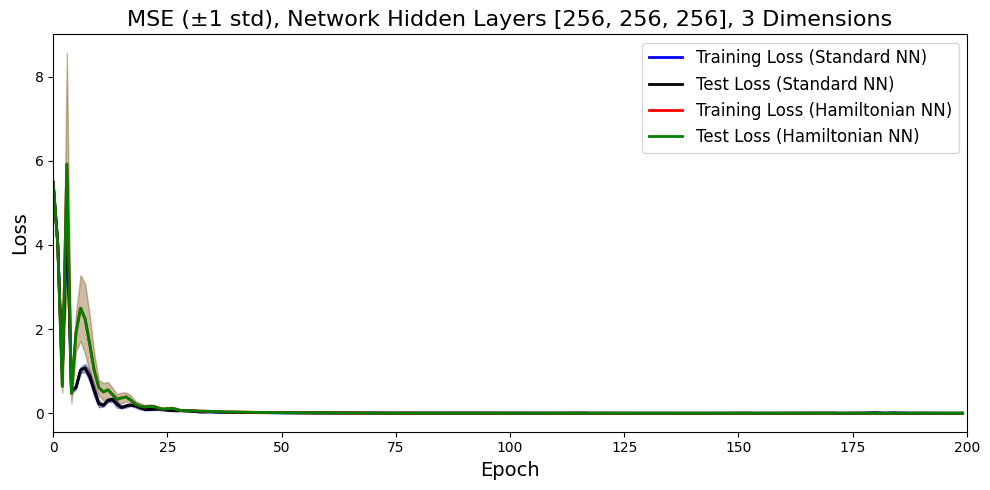 MSE (±1 std), Network Hidden Layers [256, 256, 256], 3 Dimensions
Training Loss (Standard NN)
Test Loss (Standard NN)
Training Loss (Hamiltonian NN)
Test Loss (Hamiltonian NN)
Loss
8
6
4
2
0
0 25 50 75 100 125 150 175 200
Epoch